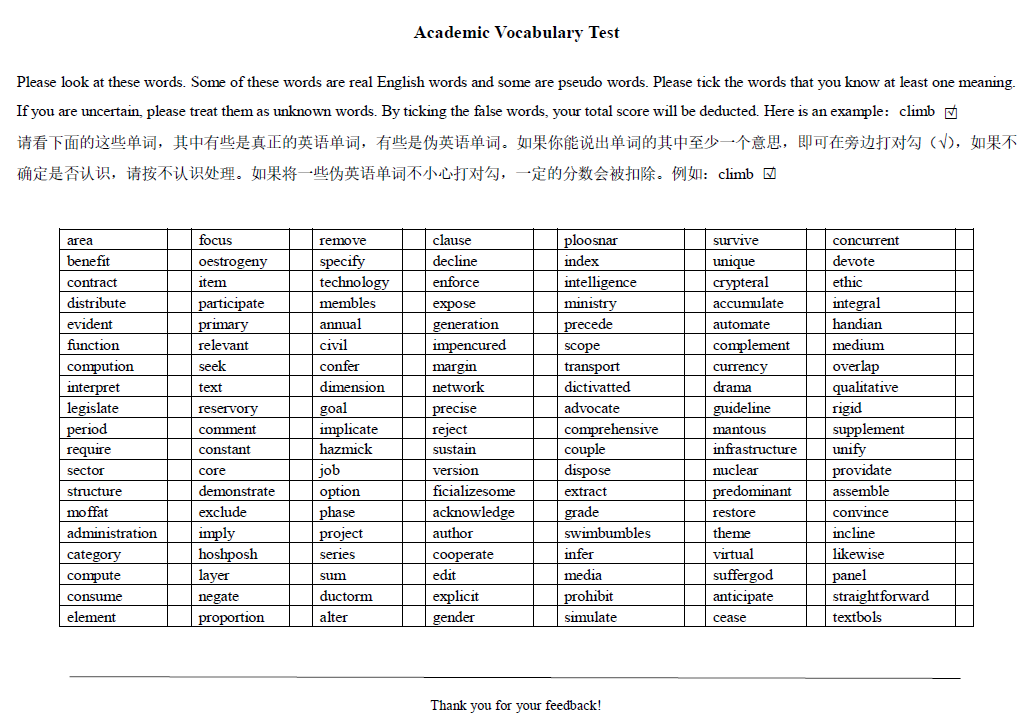 Academic Vocabulary Test
Please look at these words. Some of these words are real English words and some are pseudo words. Please tick the words that you know at least one meaning.
If you are uncertain, please treat them as unknown words. By ticking the false words, your total score will be deducted. Here is an example： climb ☑
请看下面的这些单词，其中有些是真正的英语单词，有些是伪英语单词。如果你能说出单词的其中至少一个意思，即可在旁边打对勾（√），如果不
确定是否认识，请按不认识处理。如果将一些伪英语单词不小心打对勾，一定的分数会被扣除。例如：climb ☑
area focus remove clause ploosnar survive concurrent
benefit oestrogeny specify decline index unique devote
contract item technology enforce intelligence crypteral ethic
distribute participate membles expose ministry accumulate integral
evident primary annual generation precede automate handian
function relevant civil impencured scope complement medium
compution seek confer margin transport currency overlap
interpret text dimension network dictivatted drama qualitative
legislate reservory goal precise advocate guideline rigid
period comment implicate reject comprehensive mantous supplement
require constant hazmick sustain couple infrastructure unify
sector core job version dispose nuclear providate
structure demonstrate option ficializesome extract predominant assemble
moffat exclude phase acknowledge grade restore convince
administration imply project author swimbumbles theme incline
category hoshposh series cooperate infer virtual likewise
compute layer sum edit media suffergod panel
consume negate ductorm explicit prohibit anticipate straightforward
element proportion alter gender simulate cease textbols
Thank you for your feedback!